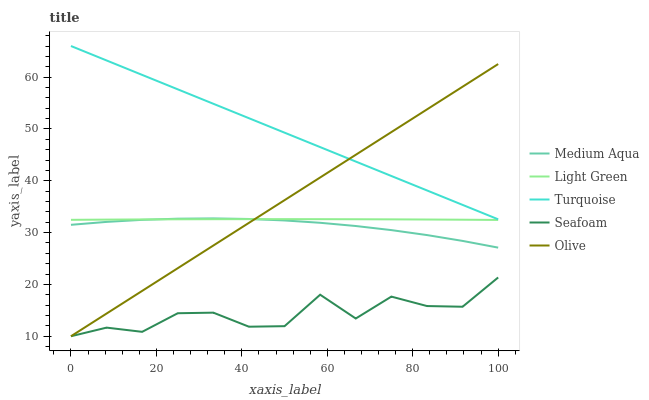 title
yaxis_label
60
50
40
30
20
10
0
20
40
60
80
100
xaxis_label
Medium Aqua
Light Green
Turquoise
Seafoam
Olive